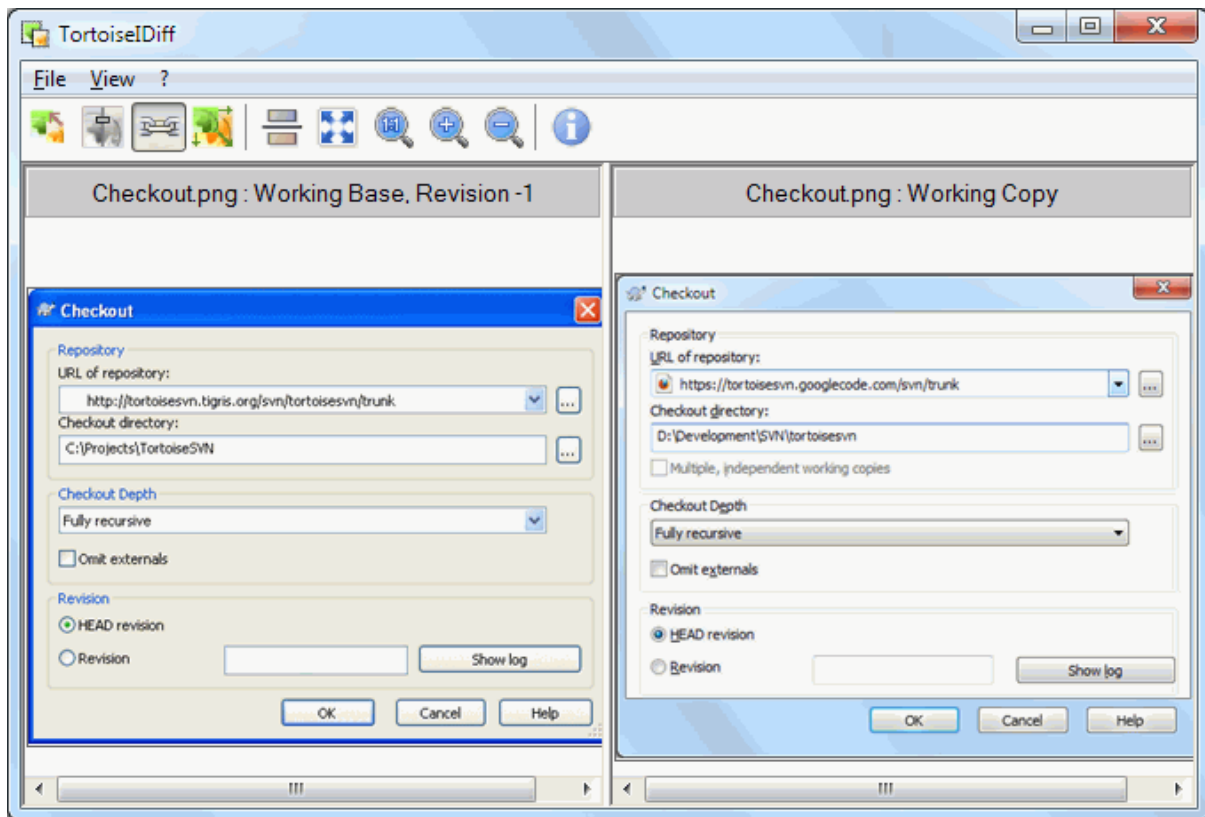 TortoiseIDiff
File View ?
1:1
Checkout.png : Working Base, Revision -1
Checkout
Repository
URL of repository:
http://tortoisesvn.tigris.org/svn/tortoisesvn/trunk
...
Checkout directory:
C:\Projects\TortoiseSVN
...
Checkout Depth
Fully recursive
Omit externals
Revision
HEAD revision
Revision
Show log
OK Cancel Help
Checkout.png : Working Copy
Checkout
Repository
URL of repository:
https://tortoisesvn.googlecode.com/svn/trunk
...
Checkout directory:
D:\Development\SVN\tortoisesvn
...
Multiple, independent working copies
Checkout Depth
Fully recursive
Omit externals
Revision
HEAD revision
Revision
Show log
OK Cancel Help